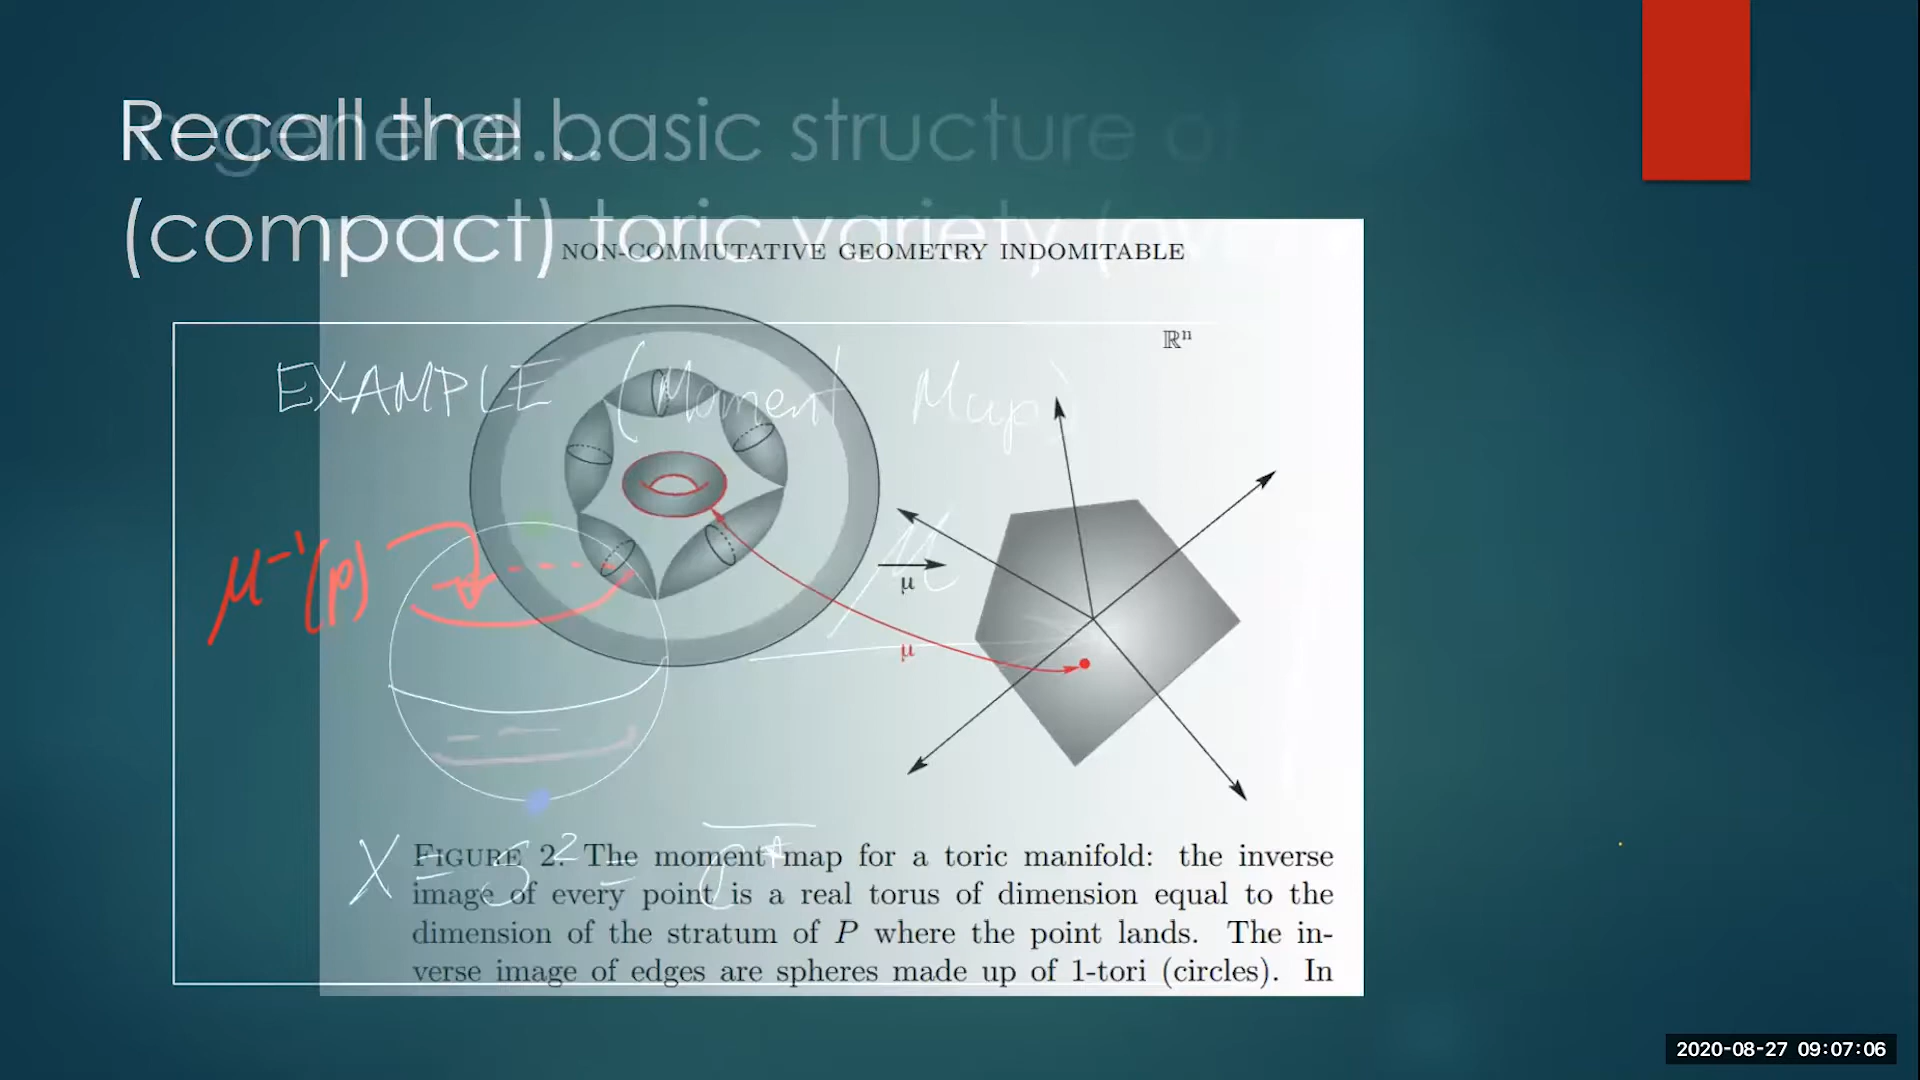 Recall the basic structure of
In general...
(compact) toric variety (over
NON-COMMUTATIVE GEOMETRY INDOMITABLE
ℝⁿ
EXAMPLE (Moment Map)
μ⁻¹(p)
μ
μ
μ
X = S² =
FIGURE 2. The moment map for a toric manifold: the inverse
image of every point is a real torus of dimension equal to the
dimension of the stratum of P where the point lands. The in-
verse image of edges are spheres made up of 1-tori (circles). In
2020-08-27 09:07:06